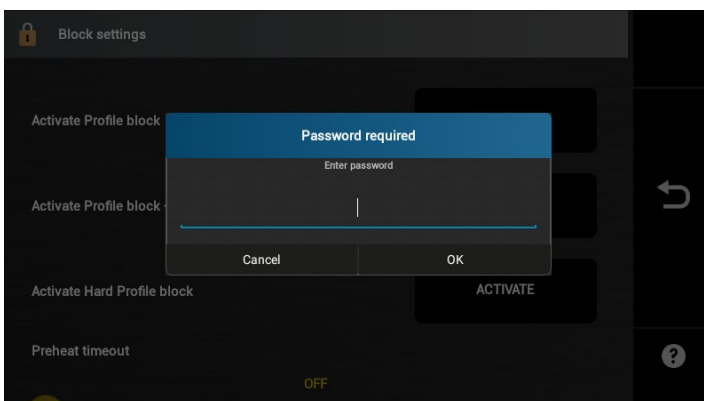 Block settings
Activate Profile block
Password required
Enter password
Activate Profile block -
Cancel
OK
Activate Hard Profile block
ACTIVATE
Preheat timeout
OFF